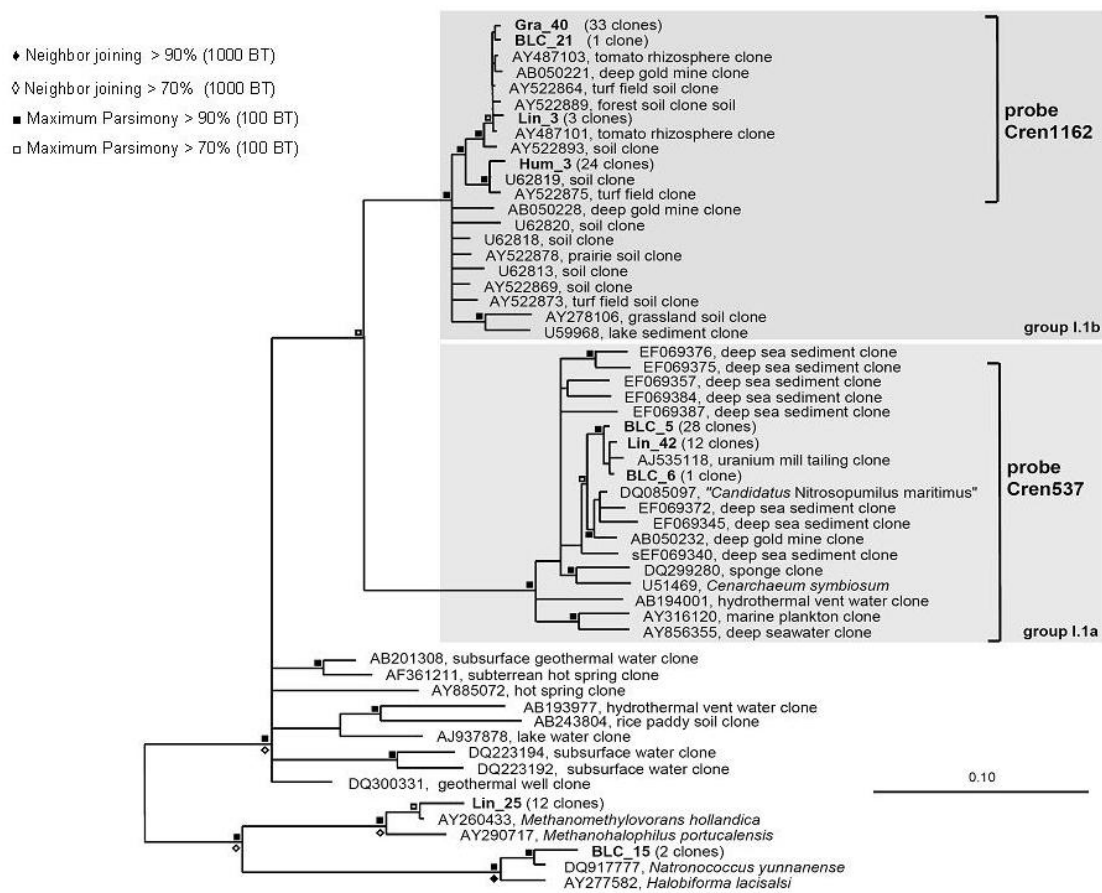 Neighbor joining > 90% (1000 BT)
Neighbor joining > 70% (1000 BT)
Maximum Parsimony > 90% (100 BT)
Maximum Parsimony > 70% (100 BT)
Gra_40 (33 clones)
BLC_21 (1 clone)
AY487103, tomato rhizosphere clone
AB050221, deep gold mine clone
AY522864, turf field soil clone
AY522889, forest soil clone soil
Lin_3 (3 clones)
AY487101, tomato rhizosphere clone
AY522893, soil clone
Hum_3 (24 clones)
U62819, soil clone
AY522875, turf field clone
AB050228, deep gold mine clone
U62820, soil clone
U62818, soil clone
AY522878, prairie soil clone
U62813, soil clone
AY522869, soil clone
AY522873, turf field soil clone
AY278106, grassland soil clone
U59968, lake sediment clone
probe
Cren1162
group I.1b
EF069376, deep sea sediment clone
EF069375, deep sea sediment clone
EF069357, deep sea sediment clone
EF069384, deep sea sediment clone
EF069387, deep sea sediment clone
BLC_5 (28 clones)
Lin_42 (12 clones)
AJ535118, uranium mill tailing clone
BLC_6 (1 clone)
DQ085097, "Candidatus Nitrosopumilus maritimus"
EF069372, deep sea sediment clone
EF069345, deep sea sediment clone
AB050232, deep gold mine clone
sEF069340, deep sea sediment clone
DQ299280, sponge clone
U51469, Cenarchaeum symbiosum
AB194001, hydrothermal vent water clone
AY316120, marine plankton clone
AY856355, deep seawater clone
probe
Cren537
group I.1a
AB201308, subsurface geothermal water clone
AF361211, subterrean hot spring clone
AY885072, hot spring clone
AB193977, hydrothermal vent water clone
AB243804, rice paddy soil clone
AJ937878, lake water clone
DQ223194, subsurface water clone
DQ223192, subsurface water clone
DQ300331, geothermal well clone
0.10
Lin_25 (12 clones)
AY260433, Methanomethylovorans hollandica
AY290717, Methanohalophilus portucalensis
BLC_15 (2 clones)
DQ917777, Natronococcus yunnanense
AY277582, Halobiforma lacisalsi